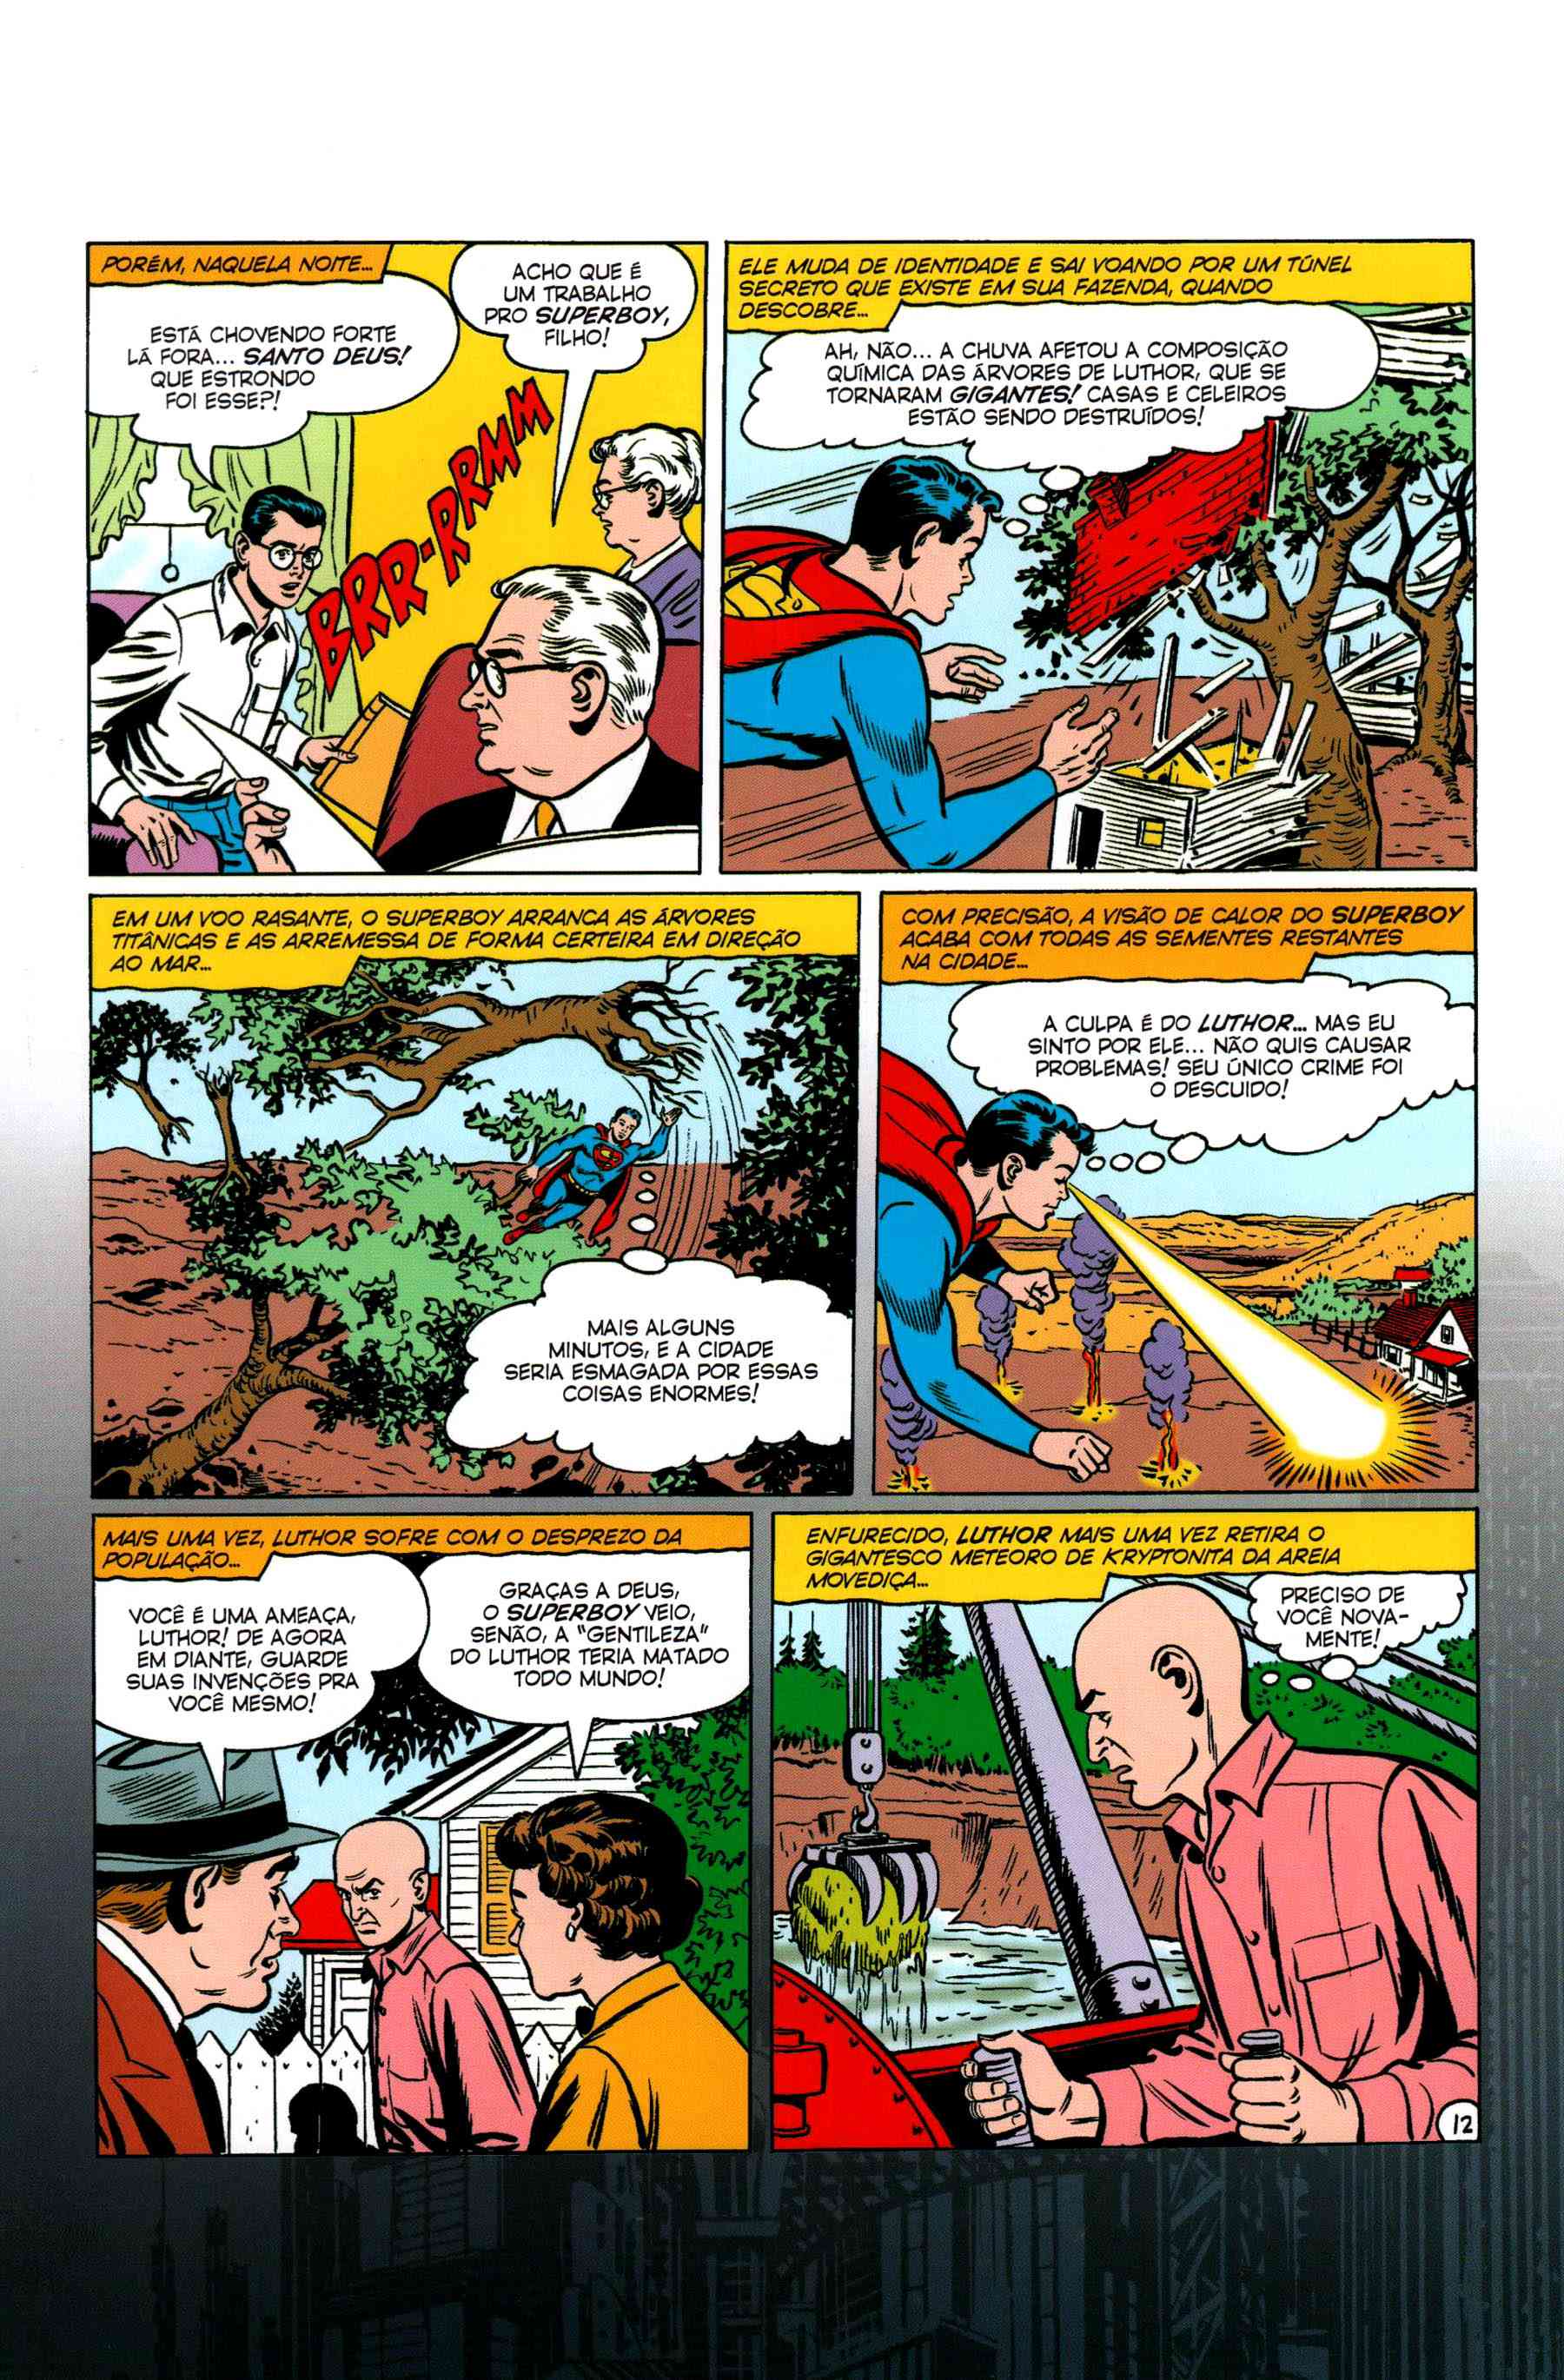 PORÉM, NAQUELA NOITE...
ESTÁ CHOVENDO FORTE
LÁ FORA... SANTO DEUS!
QUE ESTRONDO
FOI ESSE?!
ACHO QUE É
UM TRABALHO
PRO SUPERBOY,
FILHO!
BRR-RRMM
ELE MUDA DE IDENTIDADE E SAI VOANDO POR UM TÚNEL
SECRETO QUE EXISTE EM SUA FAZENDA, QUANDO
DESCOBRE...
AH, NÃO... A CHUVA AFETOU A COMPOSIÇÃO
QUÍMICA DAS ÁRVORES DE LUTHOR, QUE SE
TORNARAM GIGANTES! CASAS E CELEIROS
ESTÃO SENDO DESTRUÍDOS!
EM UM VOO RASANTE, O SUPERBOY ARRANCA AS ÁRVORES
TITÂNICAS E AS ARREMESSA DE FORMA CERTEIRA EM DIREÇÃO
AO MAR...
MAIS ALGUNS
MINUTOS, E A CIDADE
SERIA ESMAGADA POR ESSAS
COISAS ENORMES!
COM PRECISÃO, A VISÃO DE CALOR DO SUPERBOY
ACABA COM TODAS AS SEMENTES RESTANTES
NA CIDADE...
A CULPA É DO LUTHOR... MAS EU
SINTO POR ELE... NÃO QUIS CAUSAR
PROBLEMAS! SEU ÚNICO CRIME FOI
O DESCUIDO!
MAIS UMA VEZ, LUTHOR SOFRE COM O DESPREZO DA
POPULAÇÃO...
VOCÊ É UMA AMEAÇA,
LUTHOR! DE AGORA
EM DIANTE, GUARDE
SUAS INVENÇÕES PRA
VOCÊ MESMO!
GRAÇAS A DEUS,
O SUPERBOY VEIO,
SENÃO, A "GENTILEZA"
DO LUTHOR TERIA MATADO
TODO MUNDO!
ENFURECIDO, LUTHOR MAIS UMA VEZ RETIRA O
GIGANTESCO METEORO DE KRYPTONITA DA AREIA
MOVEDIÇA...
PRECISO DE
VOCÊ NOVA-
MENTE!
12